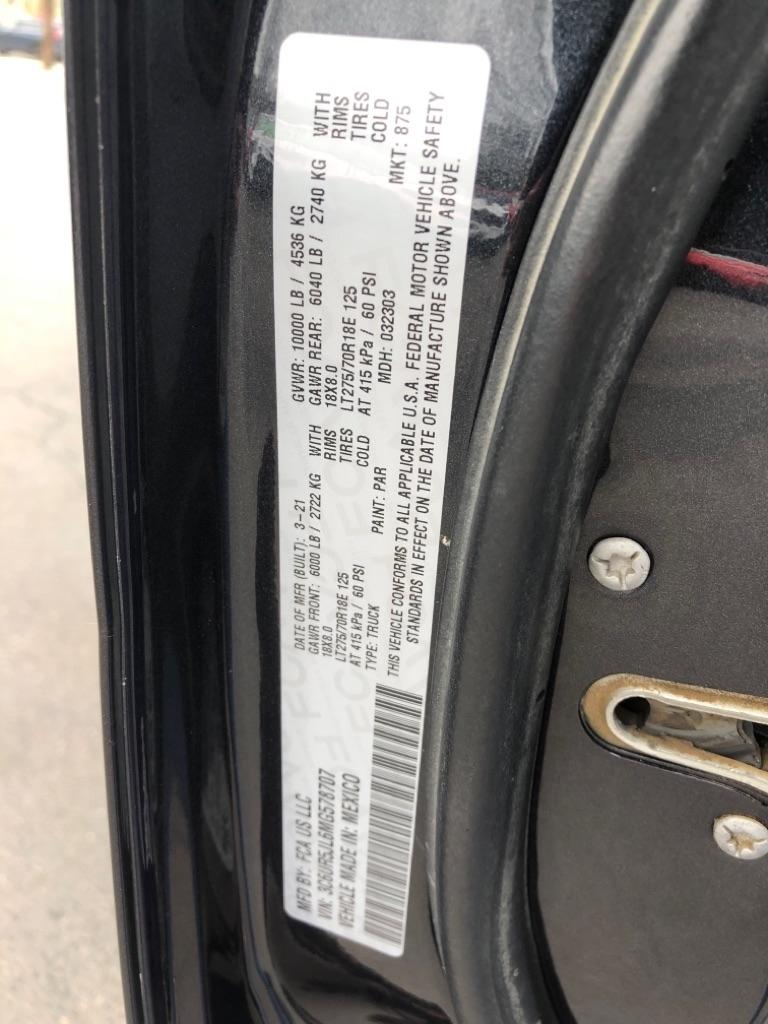 MFD BY: FCA US LLC
DATE OF MFR (BUILT): 3-21
GVWR: 10000 LB / 4536 KG
GAWR FRONT: 6000 LB / 2722 KG WITH
18X8.0 RIMS
LT275/70R18E 125 TIRES
AT 415 kPa / 60 PSI COLD
GAWR REAR: 6040 LB / 2740 KG WITH
18X8.0 RIMS
LT275/70R18E 125 TIRES
AT 415 kPa / 60 PSI COLD
VIN: 3C6UR5JL6MG578707
TYPE: TRUCK PAINT: PAR MDH: 032303 MKT: 875
VEHICLE MADE IN: MEXICO
THIS VEHICLE CONFORMS TO ALL APPLICABLE U.S.A. FEDERAL MOTOR VEHICLE SAFETY
STANDARDS IN EFFECT ON THE DATE OF MANUFACTURE SHOWN ABOVE.